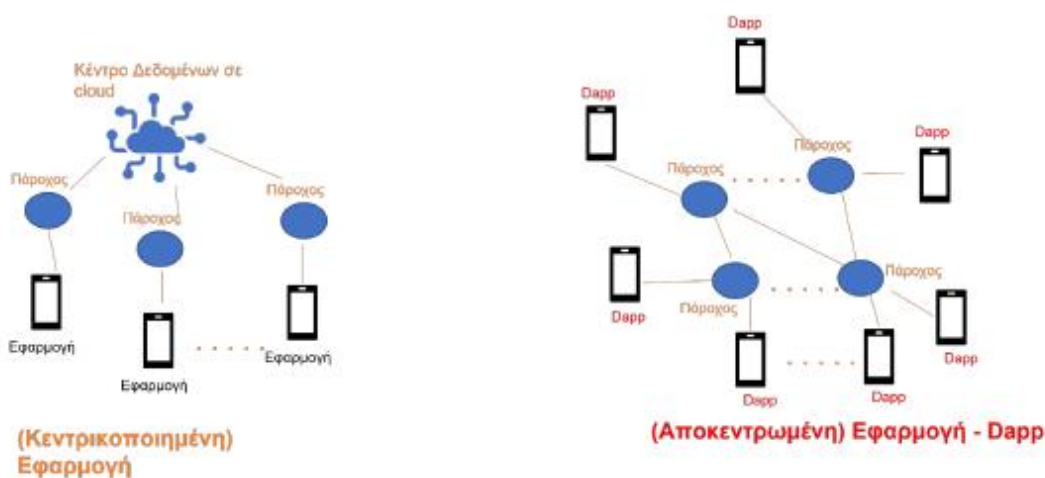 Κέντρο Δεδομένων σε
cloud
Πάροχος
Πάροχος
Πάροχος
Εφαρμογή
Εφαρμογή
Εφαρμογή
(Κεντρικοποιημένη)
Εφαρμογή
Dapp
Dapp
Dapp
Πάροχος
Πάροχος
Πάροχος
Πάροχος
Dapp
Dapp
Dapp
Dapp
(Αποκεντρωμένη) Εφαρμογή - Dapp